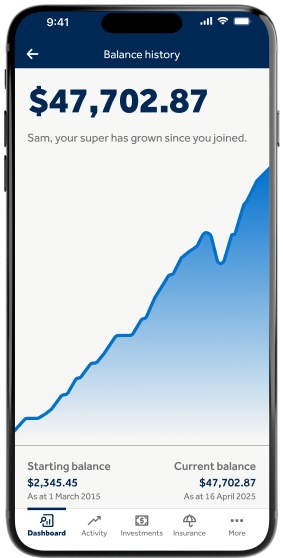 9:41
Balance history
$47,702.87
Sam, your super has grown since you joined.
Starting balance
Current balance
$2,345.45
$47,702.87
As at 1 March 2015
As at 16 April 2025
Dashboard
Activity
Investments
Insurance
More